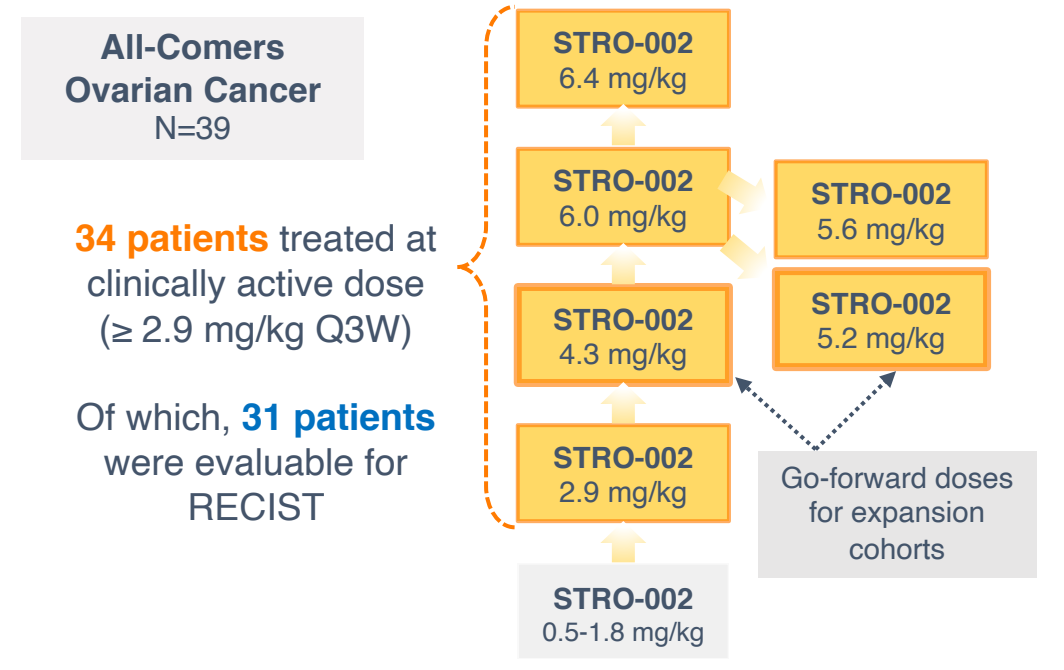 All-Comers
Ovarian Cancer
N=39
34 patients treated at
clinically active dose
(≥ 2.9 mg/kg Q3W)
Of which, 31 patients
were evaluable for
RECIST
STRO-002
6.4 mg/kg
STRO-002
6.0 mg/kg
STRO-002
5.6 mg/kg
STRO-002
4.3 mg/kg
STRO-002
5.2 mg/kg
STRO-002
2.9 mg/kg
Go-forward doses
for expansion
cohorts
STRO-002
0.5-1.8 mg/kg